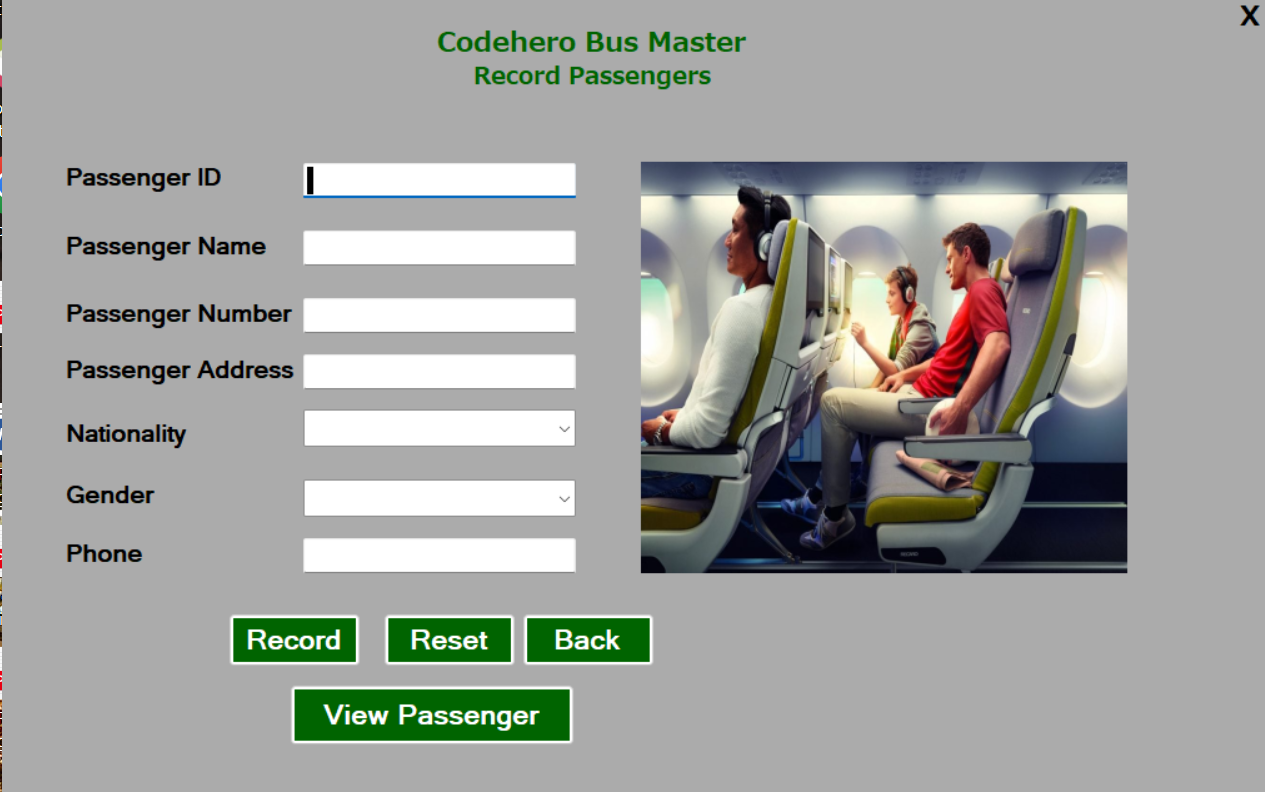 X
Codehero Bus Master
Record Passengers
Passenger ID
Passenger Name
Passenger Number
Passenger Address
Nationality
Gender
Phone
Record Reset Back
View Passenger